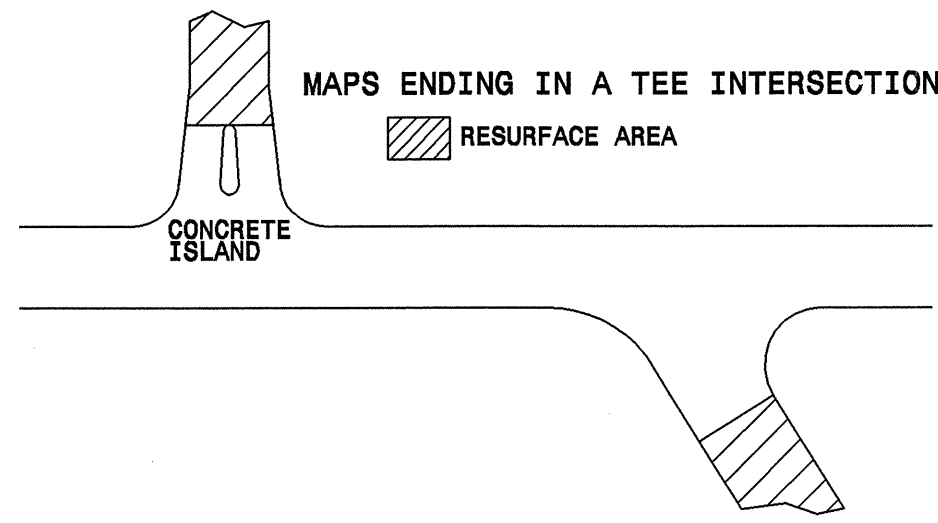 MAPS ENDING IN A TEE INTERSECTION
RESURFACE AREA
CONCRETE
ISLAND